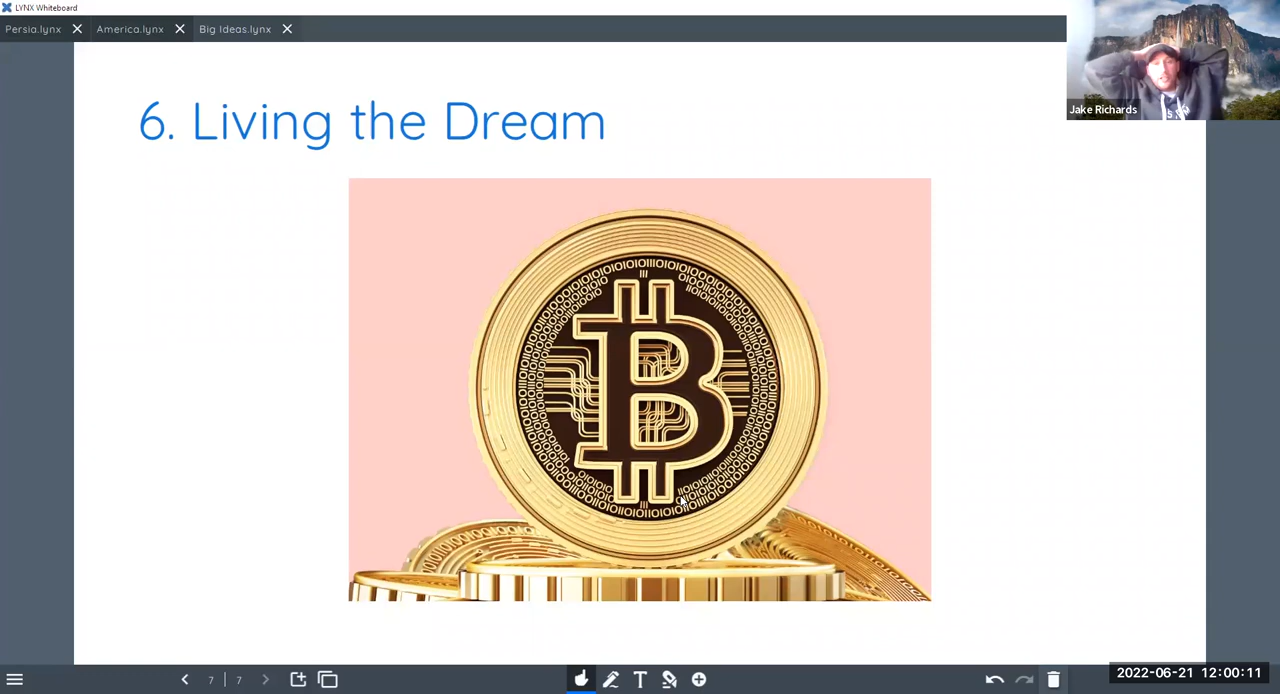 LYNX Whiteboard
Persia.lynx
America.lynx
Big Ideas.lynx
Jake Richards
6. Living the Dream
B
7 | 7
T
2022-06-21 12:00:11